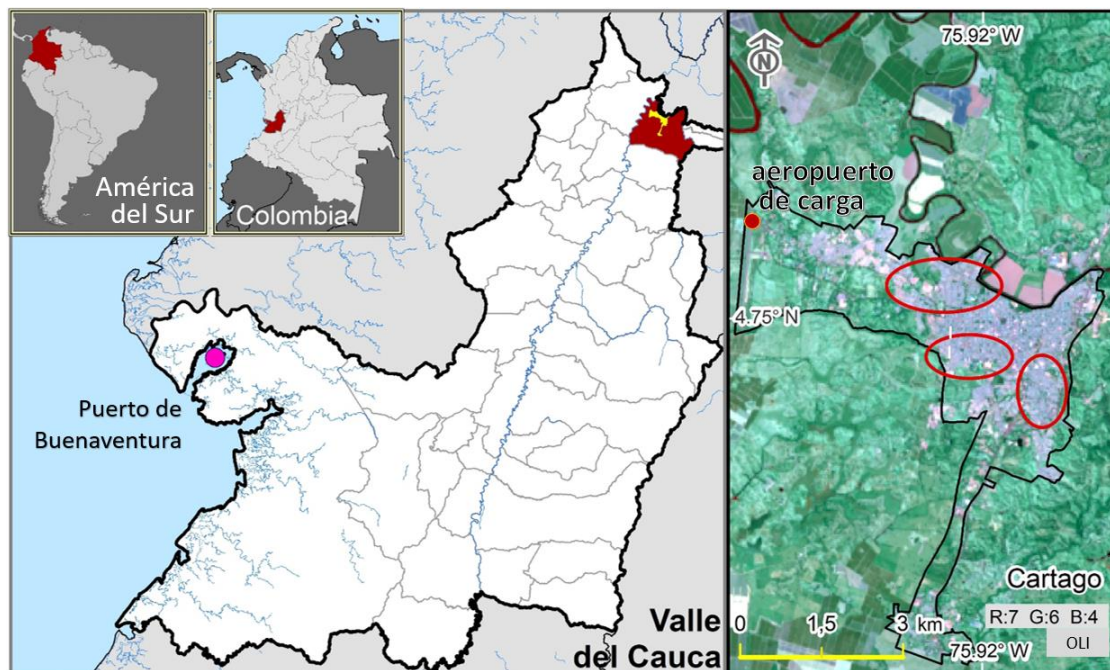 América
del Sur
Colombia
Puerto de
Buenaventura
Valle
del Cauca
75.92° W
N
aeropuerto
de carga
4.75° N
Cartago
R:7 G:6 B:4
OLI
0 1,5 3 km
75.92° W